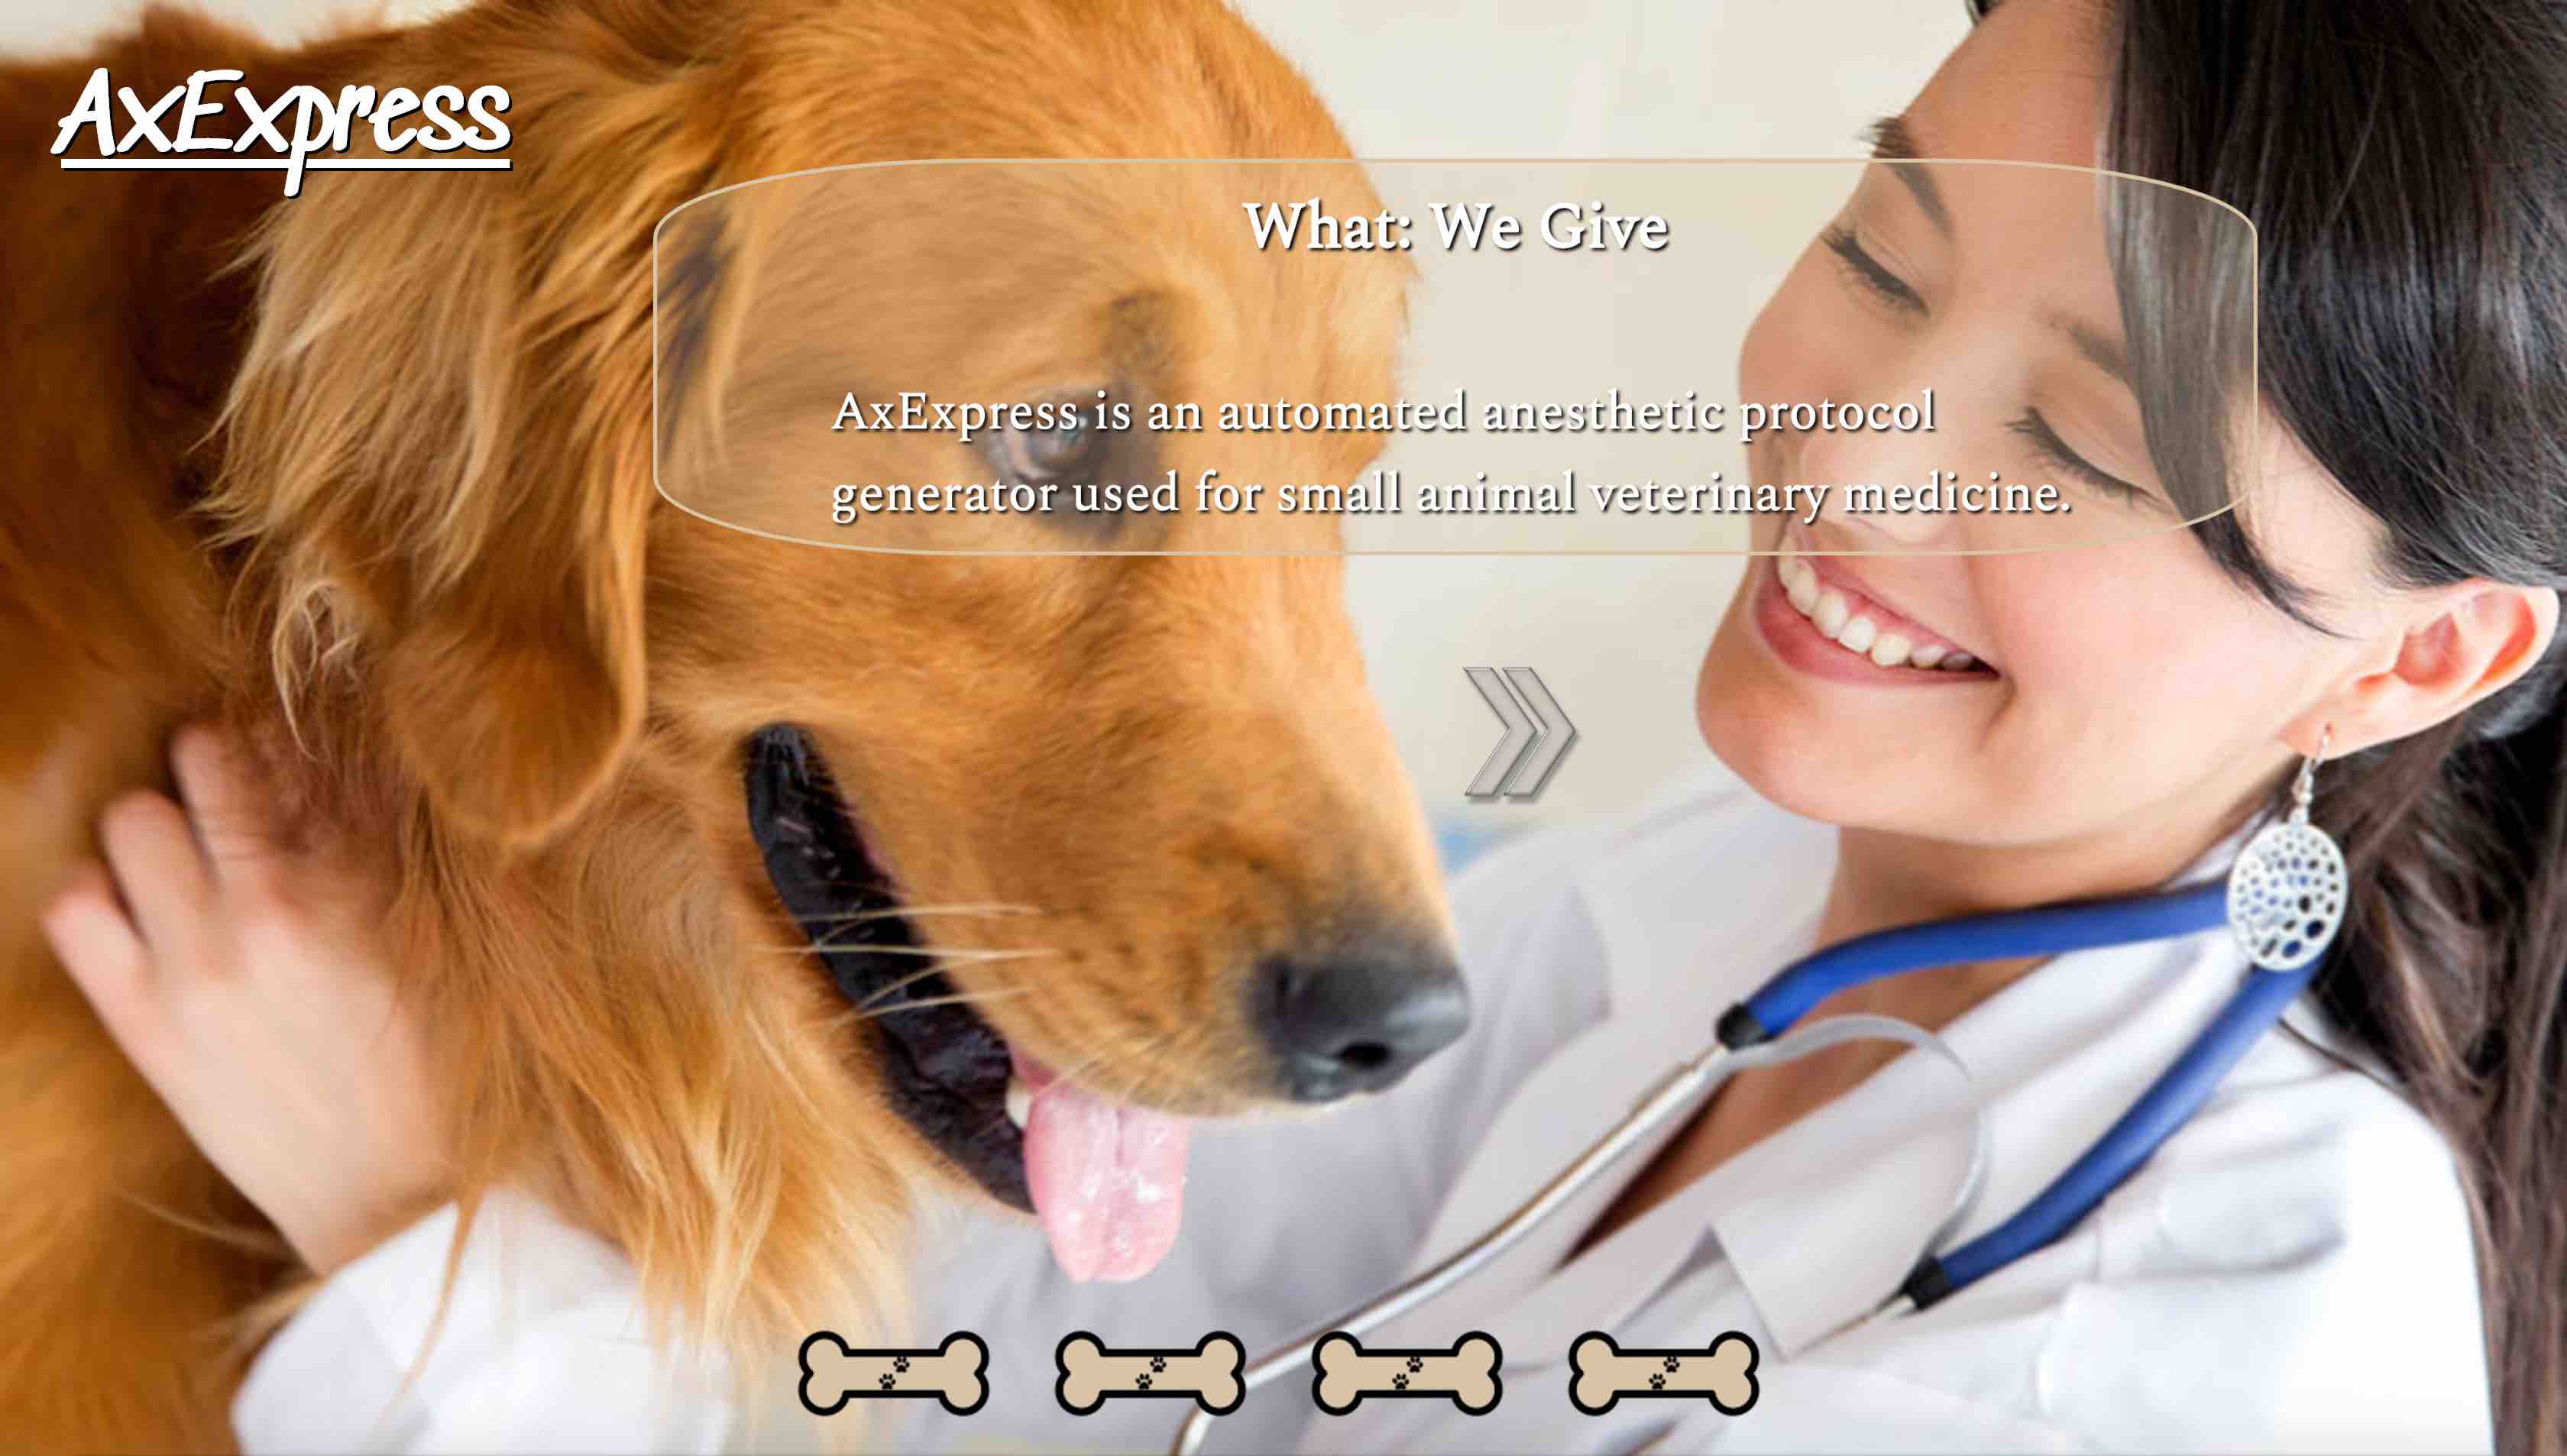 AxExpress
What: We Give
AxExpress is an automated anesthetic protocol
generator used for small animal veterinary medicine.